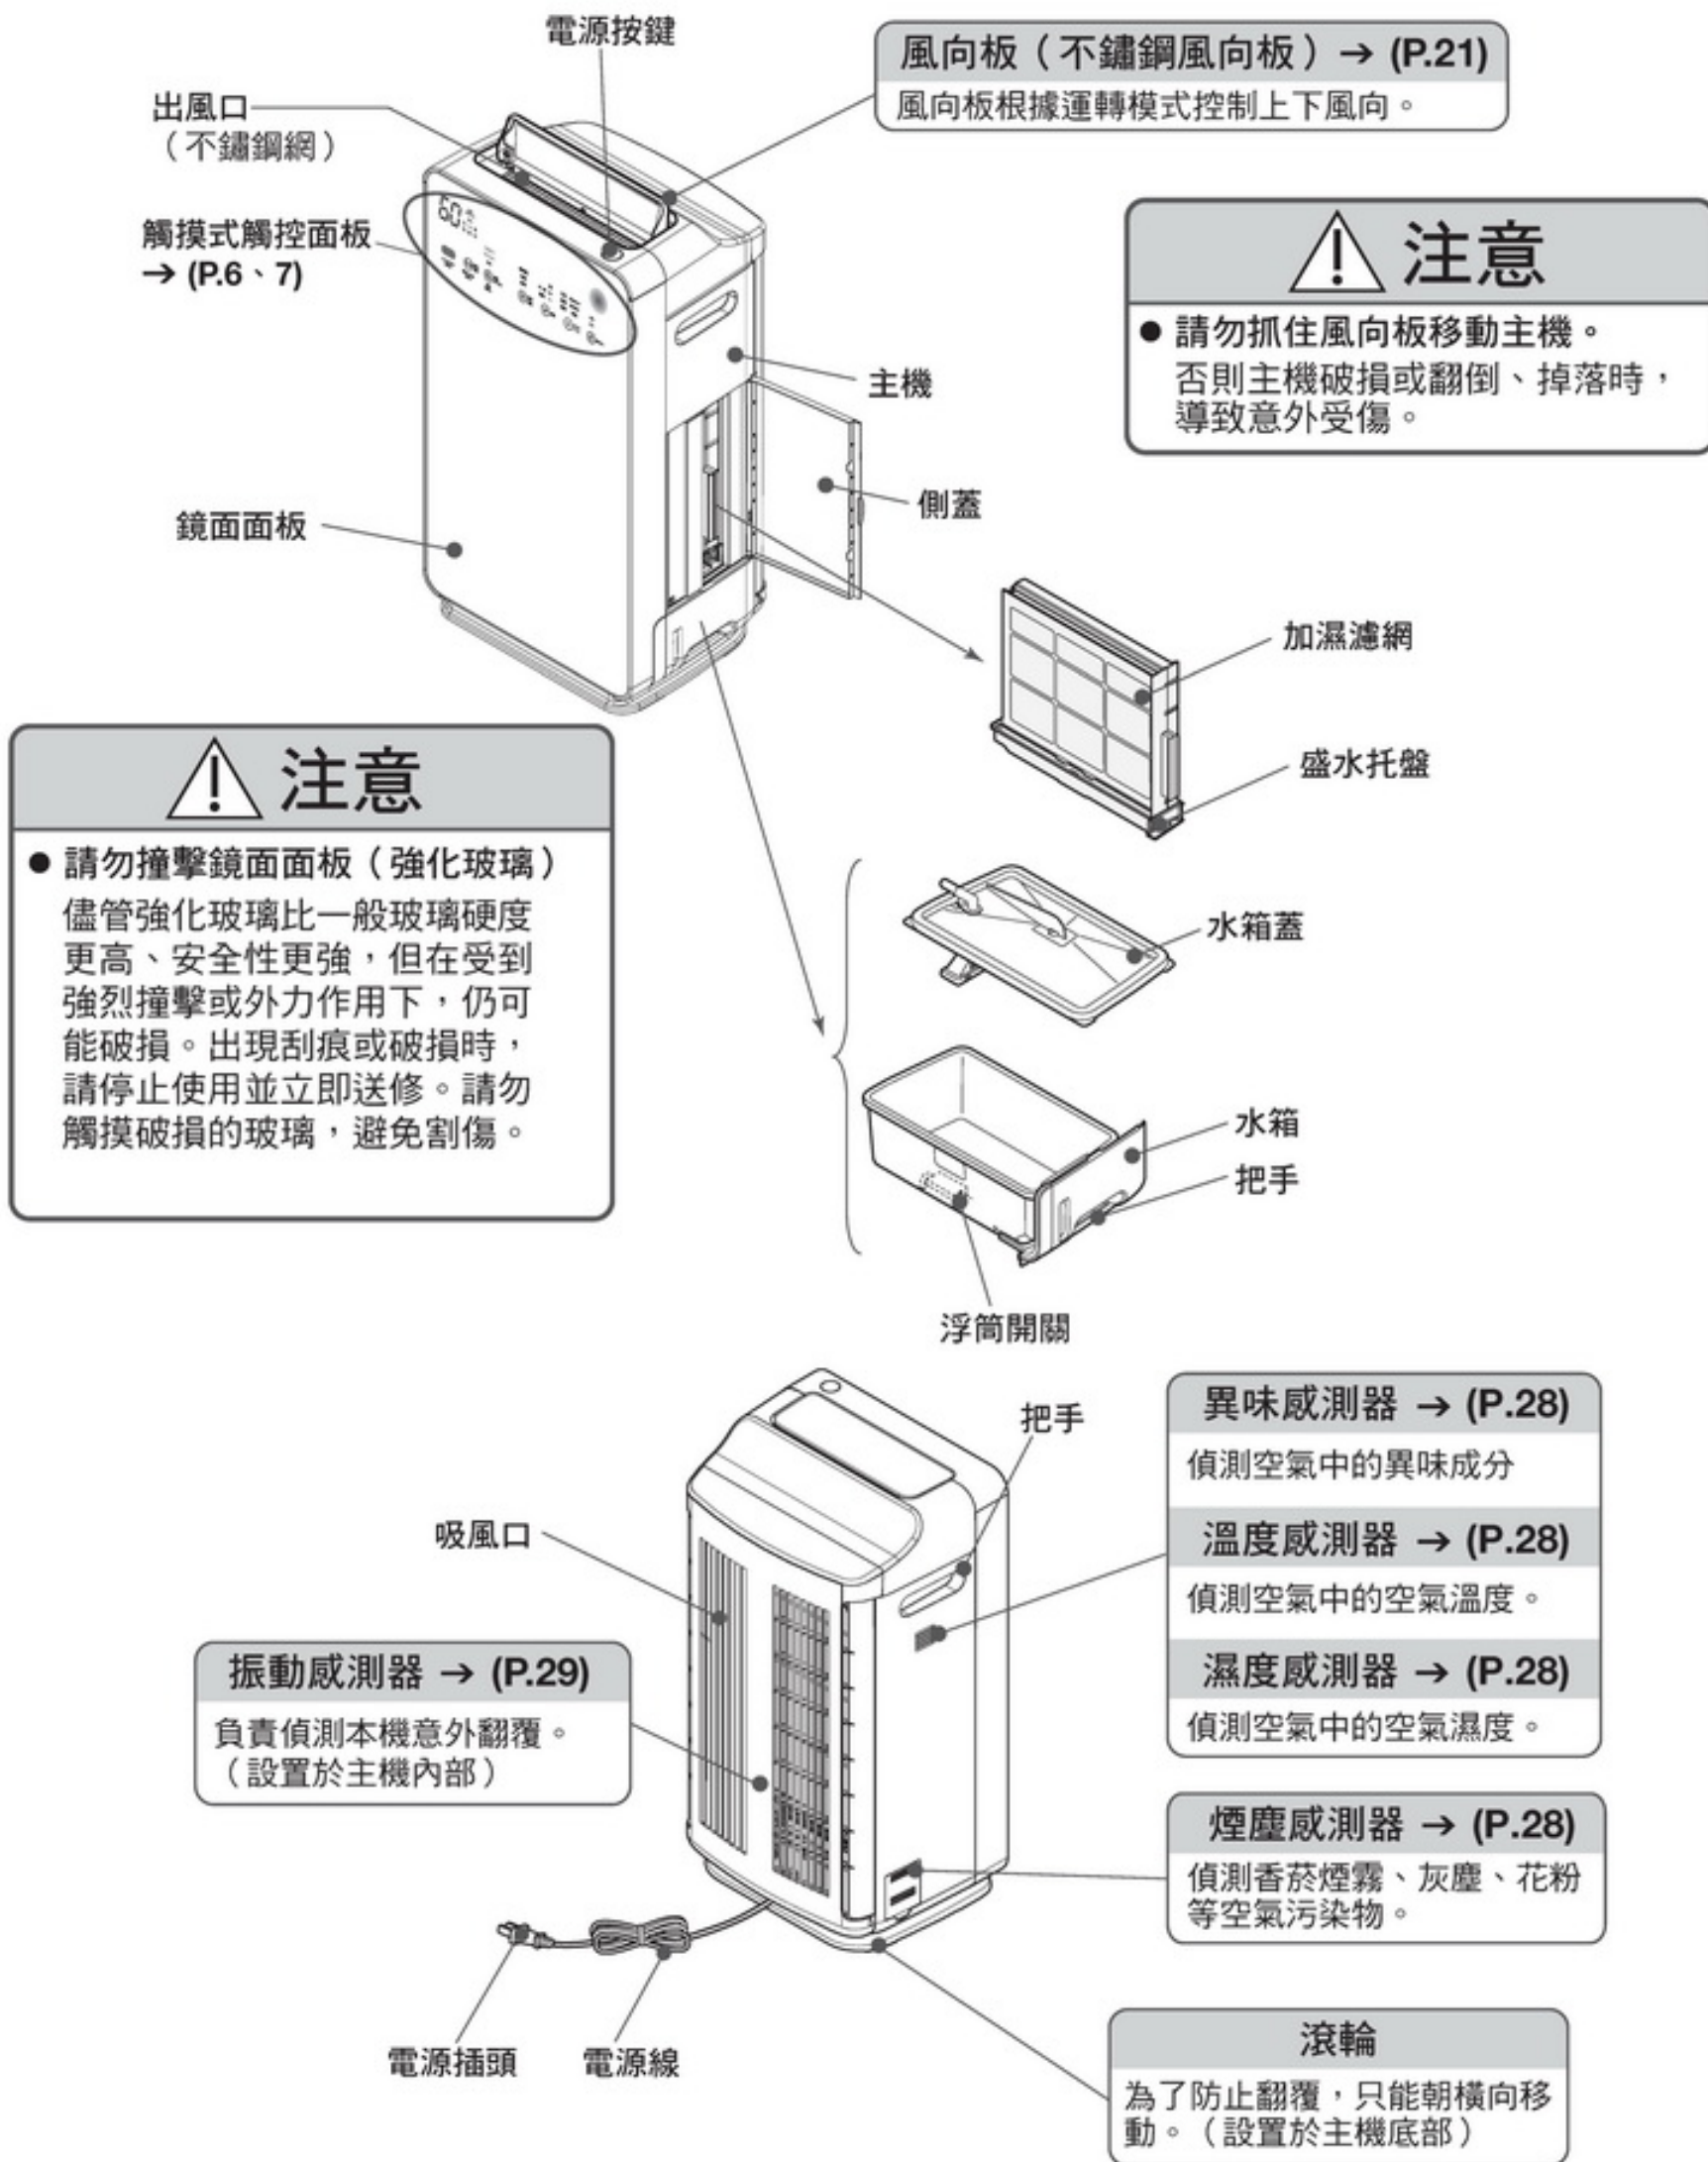 電源按鍵
風向板（不鏽鋼風向板）→ (P.21)
風向板根據運轉模式控制上下風向。
出風口
（不鏽鋼網）
觸摸式觸控面板
→ (P.6、7)
60
注意
● 請勿抓住風向板移動主機。
否則主機破損或翻倒、掉落時，
導致意外受傷。
主機
側蓋
鏡面面板
加濕濾網
盛水托盤
注意
● 請勿撞擊鏡面面板（強化玻璃）
儘管強化玻璃比一般玻璃硬度
更高、安全性更強，但在受到
強烈撞擊或外力作用下，仍可
能破損。出現刮痕或破損時，
請停止使用並立即送修。請勿
觸摸破損的玻璃，避免割傷。
水箱蓋
水箱
把手
浮筒開關
把手
異味感測器 → (P.28)
偵測空氣中的異味成分
溫度感測器 → (P.28)
偵測空氣中的空氣溫度。
濕度感測器 → (P.28)
偵測空氣中的空氣濕度。
吸風口
振動感測器 → (P.29)
負責偵測本機意外翻覆。
（設置於主機內部）
煙塵感測器 → (P.28)
偵測香菸煙霧、灰塵、花粉
等空氣污染物。
電源插頭
電源線
滾輪
為了防止翻覆，只能朝橫向移
動。（設置於主機底部）